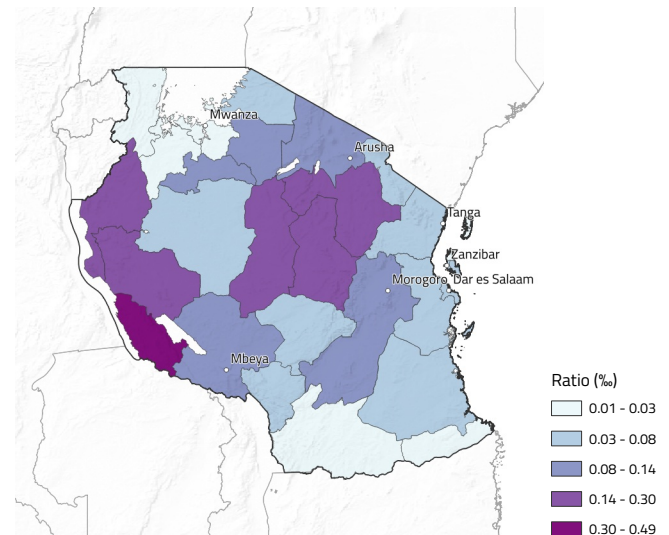 Mwanza
Arusha
Tanga
Zanzibar
Morogoro
Dar es Salaam
Mbeya
Ratio (‰)
0.01 - 0.03
0.03 - 0.08
0.08 - 0.14
0.14 - 0.30
0.30 - 0.49